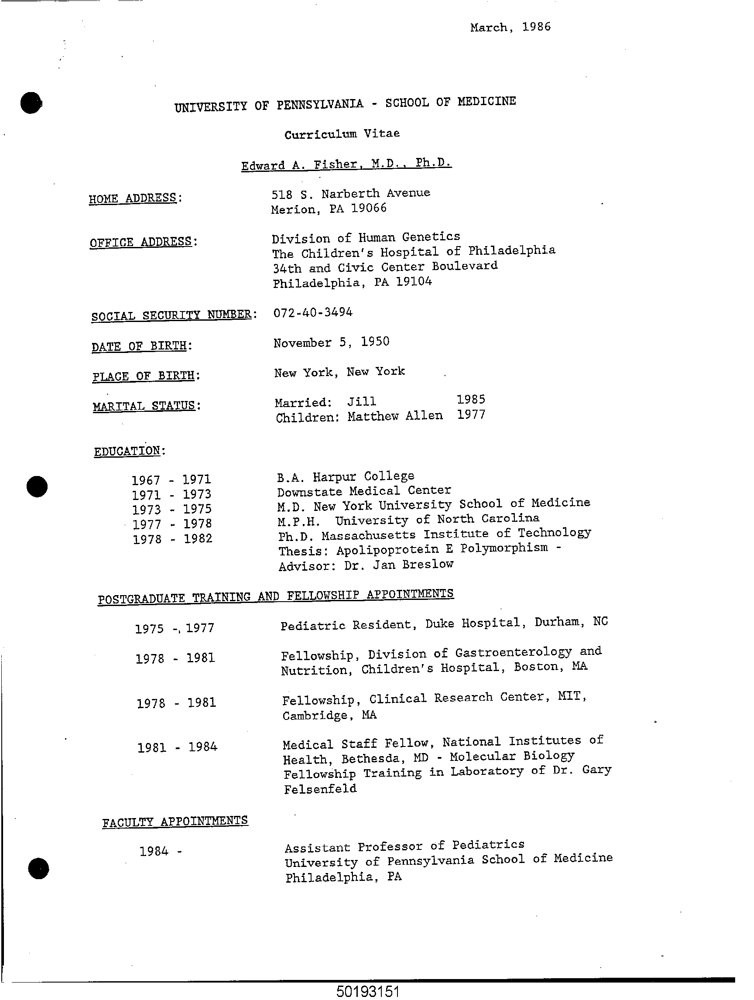 March, 1986
UNIVERSITY OF PENNSYLVANIA - SCHOOL OF MEDICINE
Curriculum Vitae
Edward A. Fisher, M.D., Ph.D.
HOME ADDRESS: 518 S. Narberth Avenue
Merion, PA 19066
OFFICE ADDRESS: Division of Human Genetics
The Children's Hospital of Philadelphia
34th and Civic Center Boulevard
Philadelphia, PA 19104
SOCIAL SECURITY NUMBER: 072-40-3494
DATE OF BIRTH: November 5, 1950
PLACE OF BIRTH: New York, New York
MARITAL STATUS: Married: Jill 1985
Children: Matthew Allen 1977
EDUCATION:
1967 - 1971 B.A. Harpur College
1971 - 1973 Downstate Medical Center
1973 - 1975 M.D. New York University School of Medicine
1977 - 1978 M.P.H. University of North Carolina
1978 - 1982 Ph.D. Massachusetts Institute of Technology
Thesis: Apolipoprotein E Polymorphism -
Advisor: Dr. Jan Breslow
POSTGRADUATE TRAINING AND FELLOWSHIP APPOINTMENTS
1975 - 1977 Pediatric Resident, Duke Hospital, Durham, NC
1978 - 1981 Fellowship, Division of Gastroenterology and
Nutrition, Children's Hospital, Boston, MA
1978 - 1981 Fellowship, Clinical Research Center, MIT,
Cambridge, MA
1981 - 1984 Medical Staff Fellow, National Institutes of
Health, Bethesda, MD - Molecular Biology
Fellowship Training in Laboratory of Dr. Gary
Felsenfeld
FACULTY APPOINTMENTS
1984 - Assistant Professor of Pediatrics
University of Pennsylvania School of Medicine
Philadelphia, PA
50193151